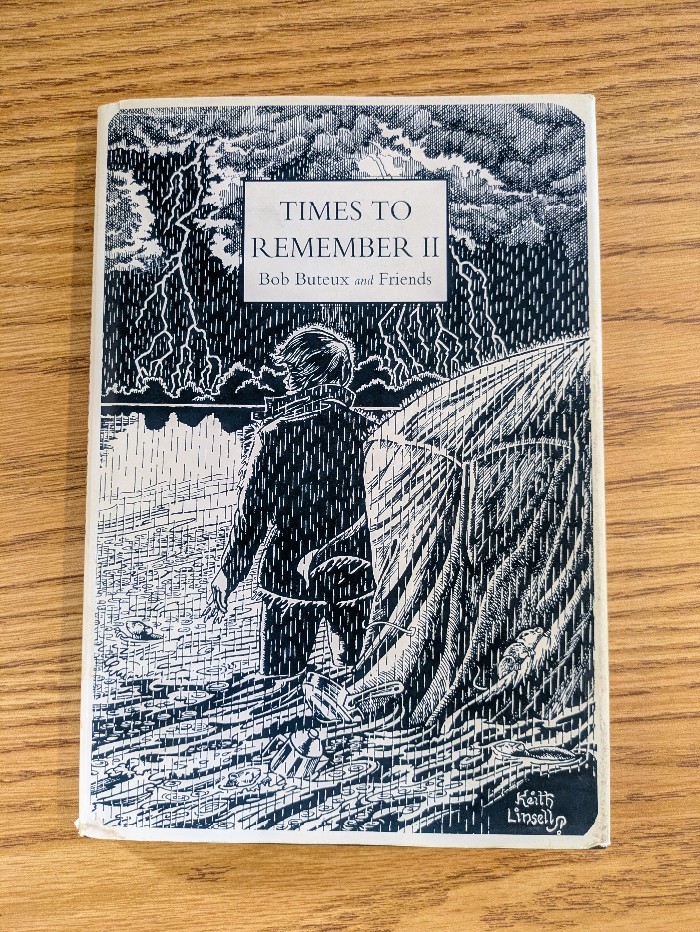 TIMES TO
REMEMBER II
Bob Buteux and Friends
Keith
Linsell